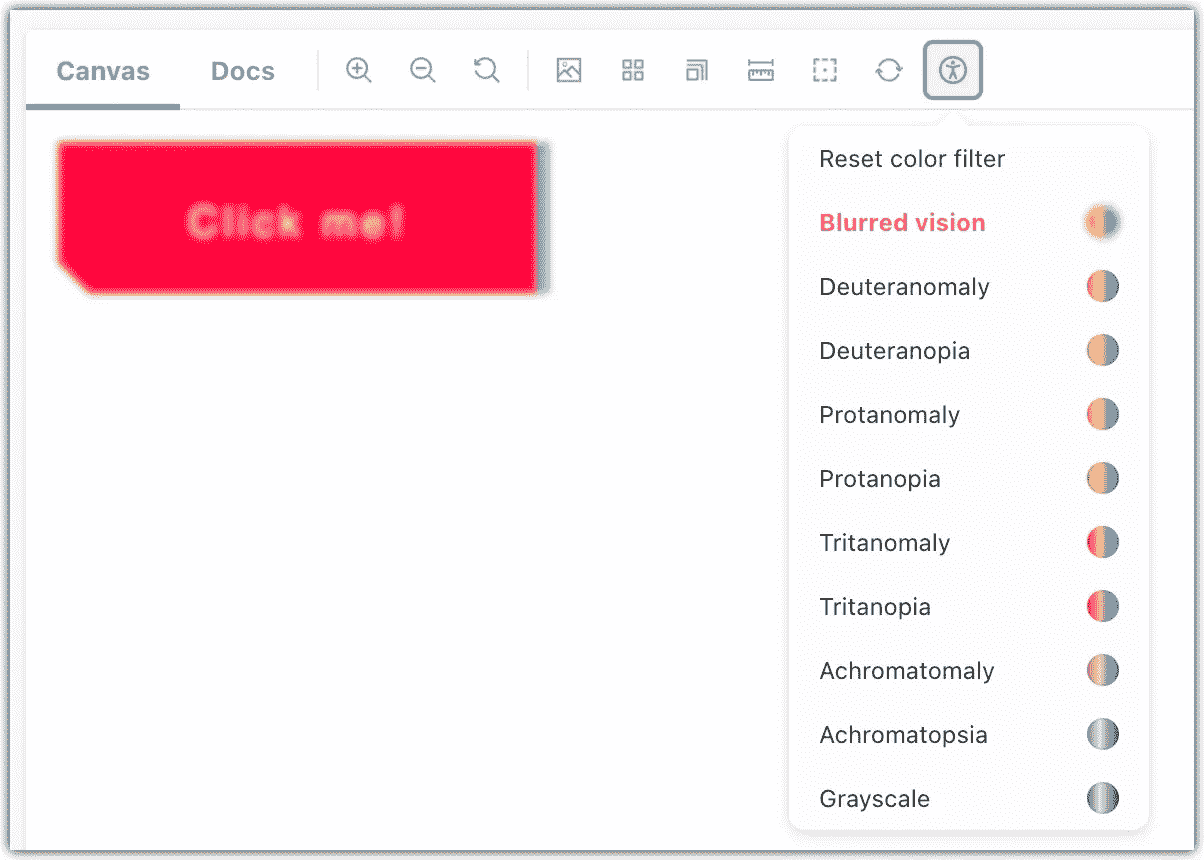 Canvas Docs
Click me!
Reset color filter
Blurred vision
Deuteranomaly
Deuteranopia
Protanomaly
Protanopia
Tritanomaly
Tritanopia
Achromatomaly
Achromatopsia
Grayscale